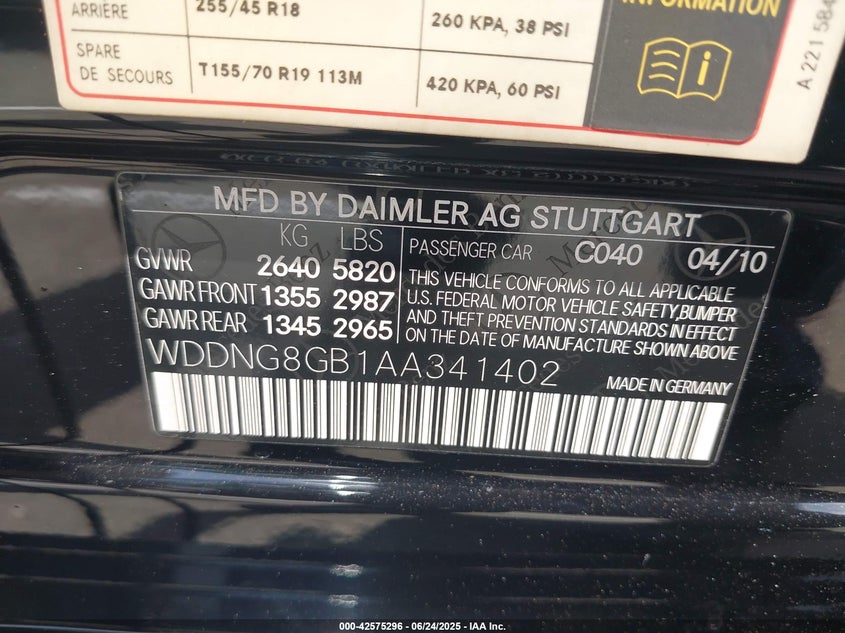 ARRIÈRE 255/45 R18 260 KPA, 38 PSI
SPARE
DE SECOURS T155/70 R19 113M 420 KPA, 60 PSI
INFORMATION
A 221 584
MFD BY DAIMLER AG STUTTGART
KG LBS
GVWR 2640 5820
GAWR FRONT 1355 2987
GAWR REAR 1345 2965
PASSENGER CAR C040 04/10
THIS VEHICLE CONFORMS TO ALL APPLICABLE
U.S. FEDERAL MOTOR VEHICLE SAFETY, BUMPER
AND THEFT PREVENTION STANDARDS IN EFFECT
ON THE DATE OF MANUFACTURE SHOWN ABOVE
WDDNG8GB1AA341402
MADE IN GERMANY
000-42575296 - 06/24/2025 - IAA Inc.